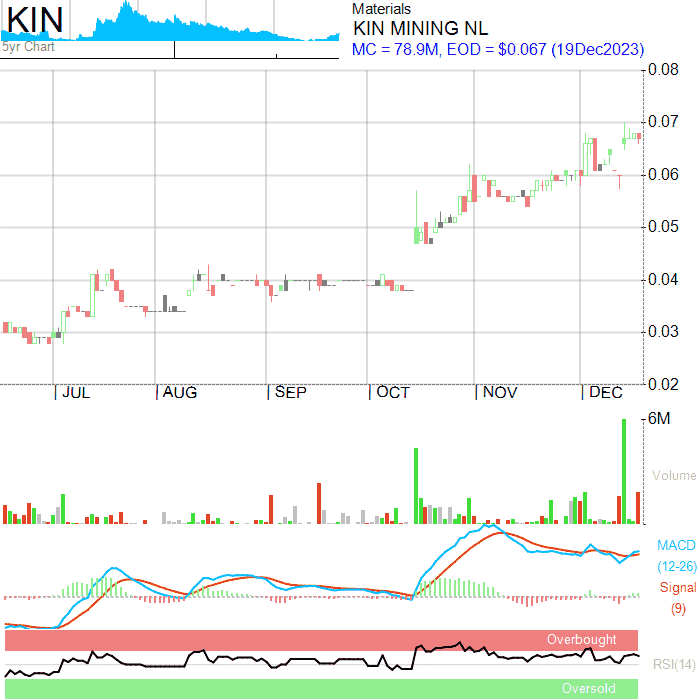 KIN
5yr Chart
Materials
KIN MINING NL
MC = 78.9M, EOD = $0.067 (19Dec2023)
0.08
0.07
0.06
0.05
0.04
0.03
0.02
JUL AUG SEP OCT NOV DEC
6M
Volume
MACD
(12-26)
Signal
(9)
Overbought
RSI(14)
Oversold